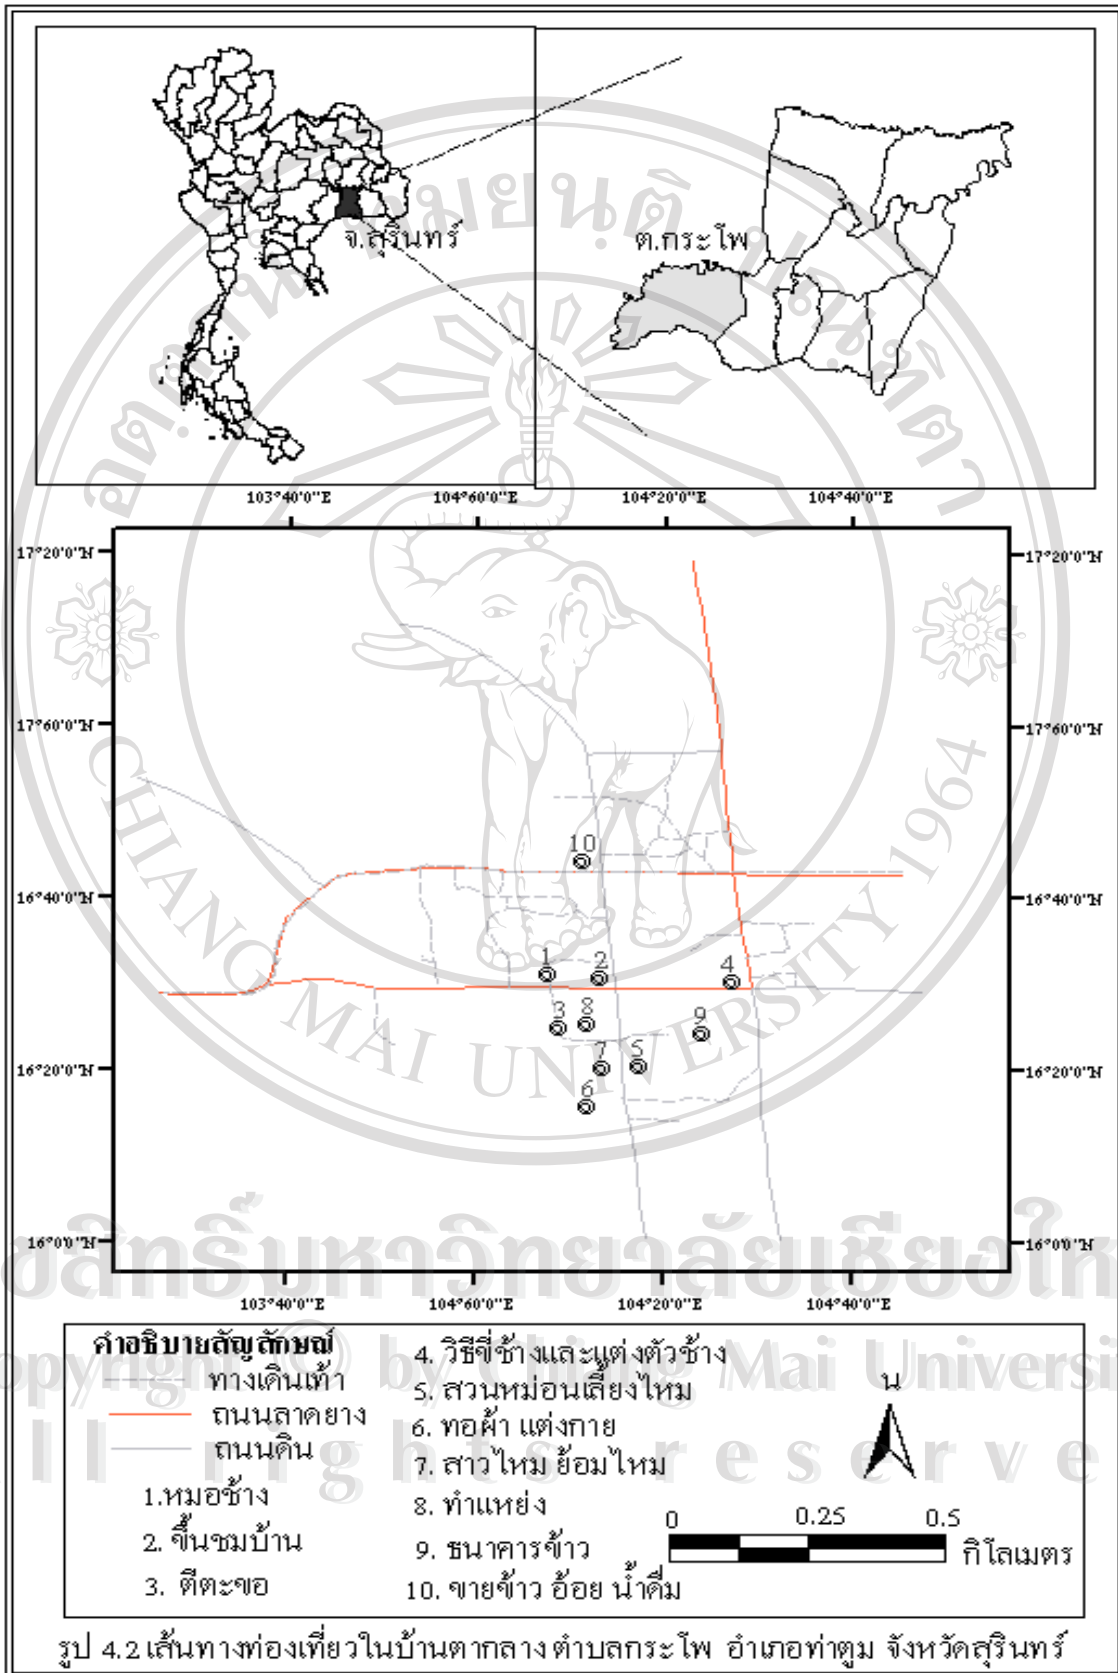 จ.สุรินทร์
ต.กระโพ
103°40'0"E 104°60'0"E 104°20'0"E 104°40'0"E
17°20'0"N 17°20'0"N
17°60'0"N 17°60'0"N
10
16°40'0"N 16°40'0"N
1 2 4
3 8 9
7 5
16°20'0"N 16°20'0"N
6
16°0'0"N 16°0'0"N
103°40'0"E 104°60'0"E 104°20'0"E 104°40'0"E
คำอธิบายสัญลักษณ์
ทางเดินเท้า
ถนนลาดยาง
ถนนดิน
1.หมอช้าง
2. ขึ้นชมบ้าน
3. ตีตะขอ
4. วิธีขี่ช้างและแต่งตัวช้าง
5. สวนหม่อนเลี้ยงไหม
6. ทอผ้า แต่งกาย
7. สาวไหม ย้อมไหม
8. ทำแหย่ง
9. ธนาคารข้าว
10. ขายข้าว อ้อย น้ำดื่ม
น
0 0.25 0.5
กิโลเมตร
รูป 4.2 เส้นทางท่องเที่ยวในบ้านตากลาง ตำบลกระโพ อำเภอท่าตูม จังหวัดสุรินทร์
CHIANG MAI UNIVERSITY 1964
สิทธิ์มหาวิทยาลัยเชียงให
opyright © by Chiang Mai Universi
ll rights reserve